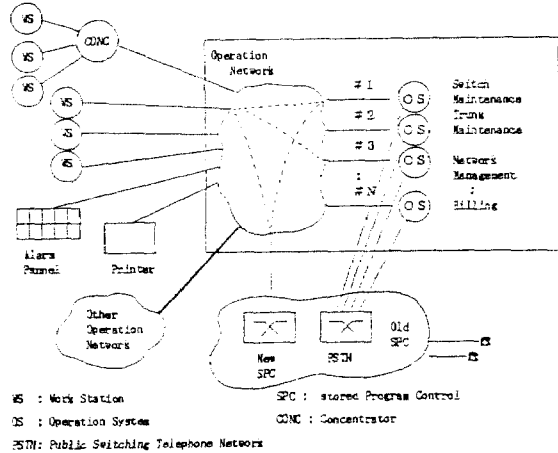 WS
CONC
WS
WS
Operation
Network
WS
WS
WS
# 1
OS
Switch
Maintenance
# 2
OS
Trunk
Maintenance
# 3
OS
Network
Management
:
:
# N
OS
Billing
Alarm
Pannel
Printer
Other
Operation
Network
New
SPC
PSTN
Old
SPC
WS : Work Station
SPC : stored Program Control
OS : Operation System
CONC : Concentrator
PSTN: Public Switching Telephone Network